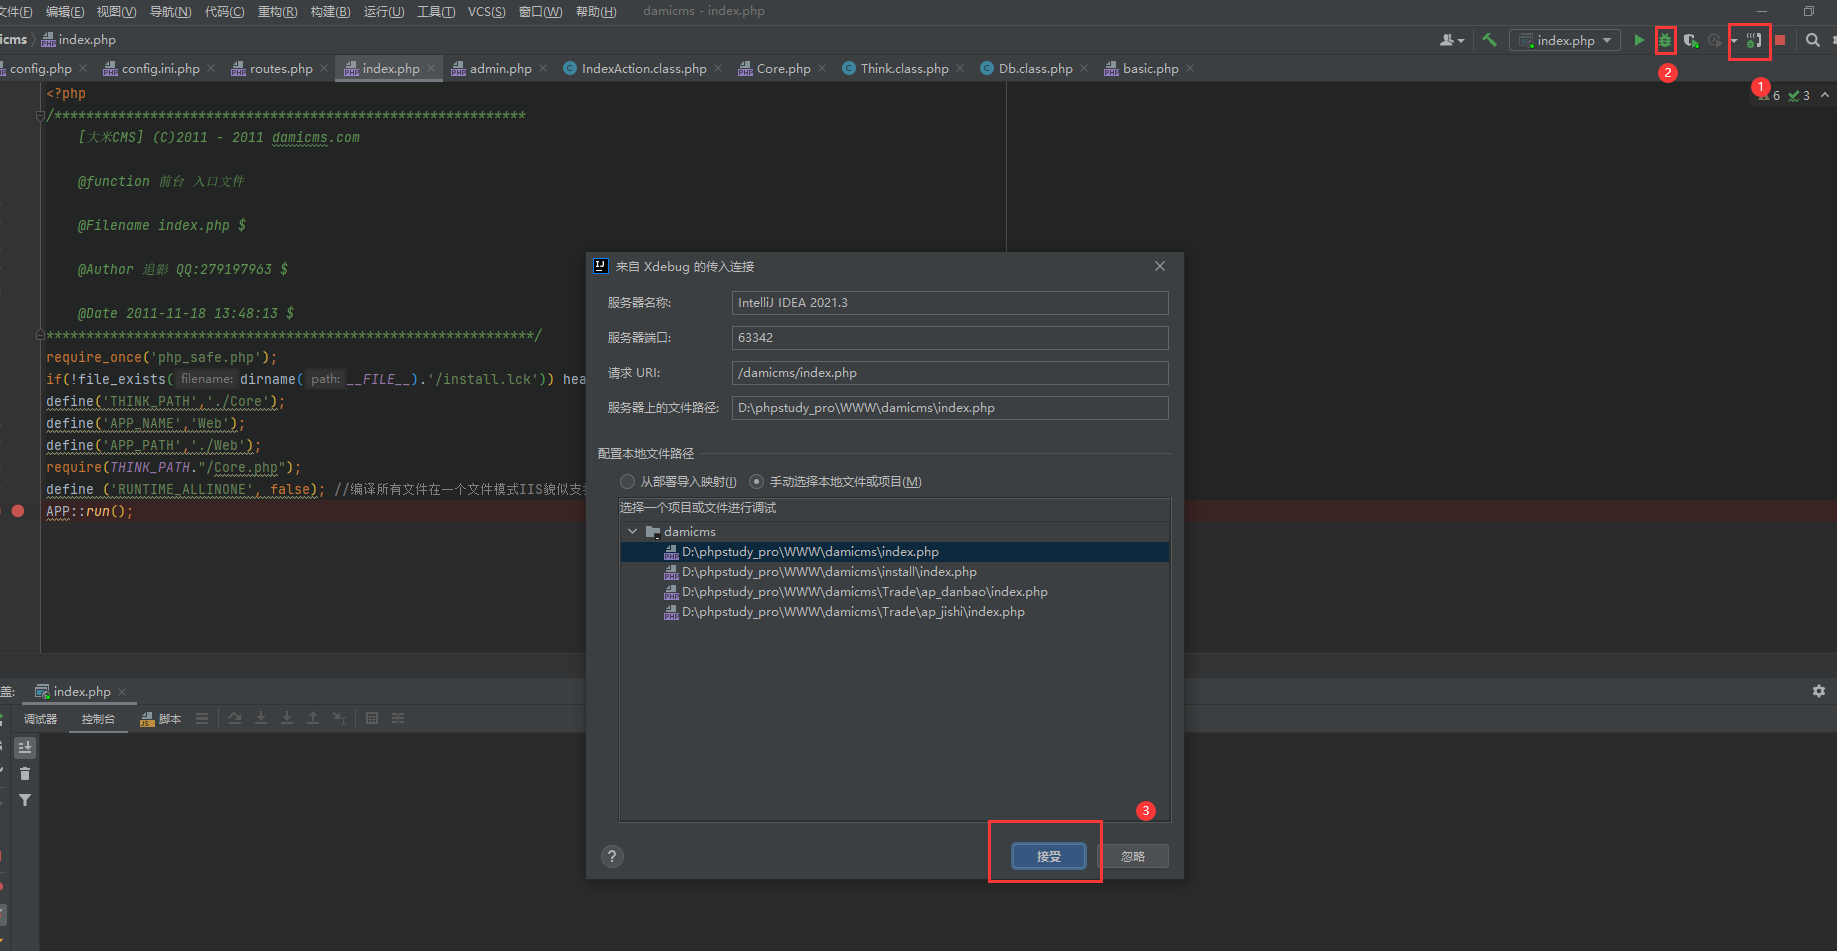 文件(F) 编辑(E) 视图(V) 导航(N) 代码(C) 重构(R) 构建(B) 运行(U) 工具(T) VCS(S) 窗口(W) 帮助(H) damicms - index.php
icms index.php
index.php
config.php config.ini.php routes.php index.php admin.php IndexAction.class.php Core.php Think.class.php Db.class.php basic.php
2
1
6 3
<?php
/***********************************************************
[大米CMS] (C)2011 - 2011 damicms.com
@function 前台 入口文件
@Filename index.php $
@Author 追影 QQ:279197963 $
@Date 2011-11-18 13:48:13 $
*************************************************************/
require_once('php_safe.php');
if(!file_exists( filename: dirname( path: __FILE__).'/install.lck')) hea
define('THINK_PATH','./Core');
define('APP_NAME','Web');
define('APP_PATH','./Web');
require(THINK_PATH."/Core.php");
define ('RUNTIME_ALLINONE', false); //编译所有文件在一个文件模式IIS貌似支
APP::run();
来自 Xdebug 的传入连接
服务器名称: IntelliJ IDEA 2021.3
服务器端口: 63342
请求 URI: /damicms/index.php
服务器上的文件路径: D:\phpstudy_pro\WWW\damicms\index.php
配置本地文件路径
从部署导入映射(I) 手动选择本地文件或项目(M)
选择一个项目或文件进行调试
damicms
D:\phpstudy_pro\WWW\damicms\index.php
D:\phpstudy_pro\WWW\damicms\install\index.php
D:\phpstudy_pro\WWW\damicms\Trade\ap_danbao\index.php
D:\phpstudy_pro\WWW\damicms\Trade\ap_jishi\index.php
3
? 接受 忽略
盖: index.php
调试器 控制台 脚本